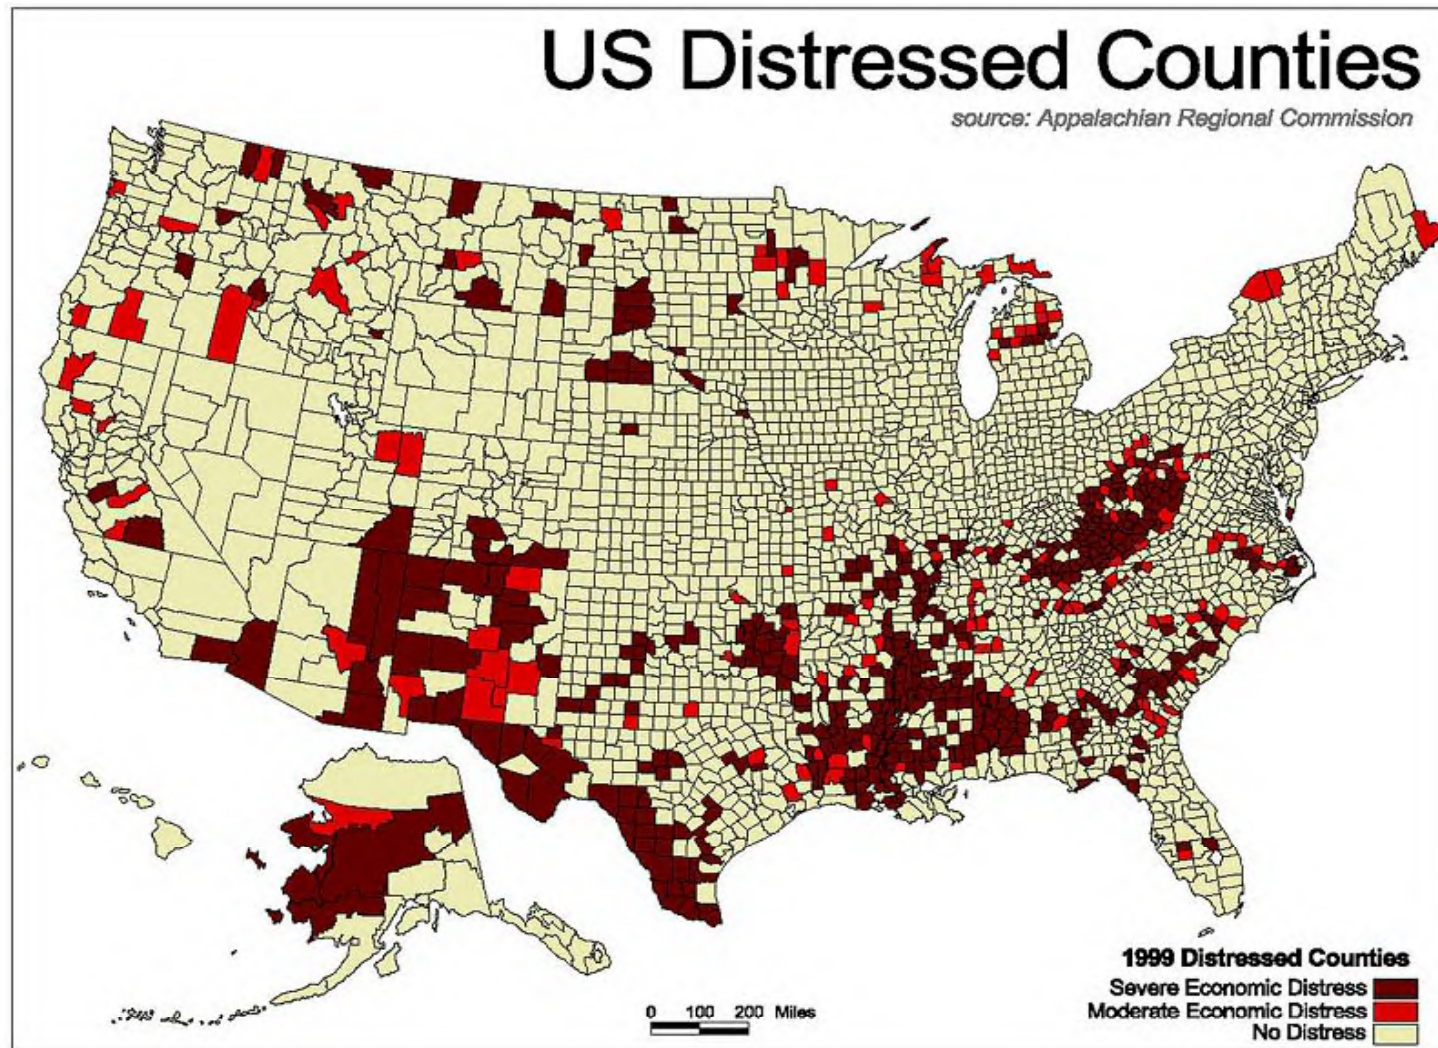 US Distressed Counties
source: Appalachian Regional Commission
1999 Distressed Counties
Severe Economic Distress
Moderate Economic Distress
No Distress
0 100 200 Miles